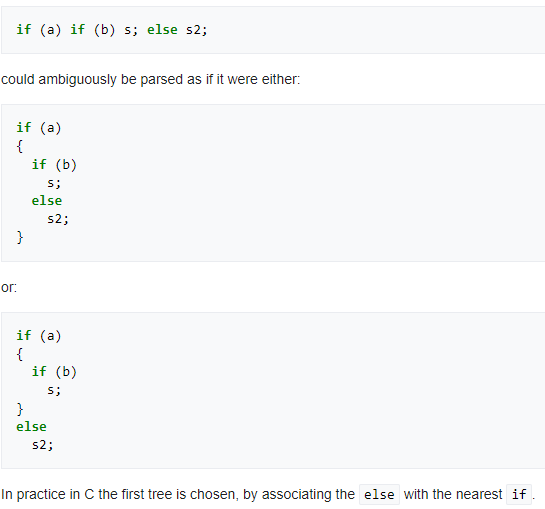 if (a) if (b) s; else s2;
could ambiguously be parsed as if it were either:
if (a)
{
  if (b)
    s;
  else
    s2;
}
or:
if (a)
{
  if (b)
    s;
}
else
  s2;
In practice in C the first tree is chosen, by associating the else with the nearest if .